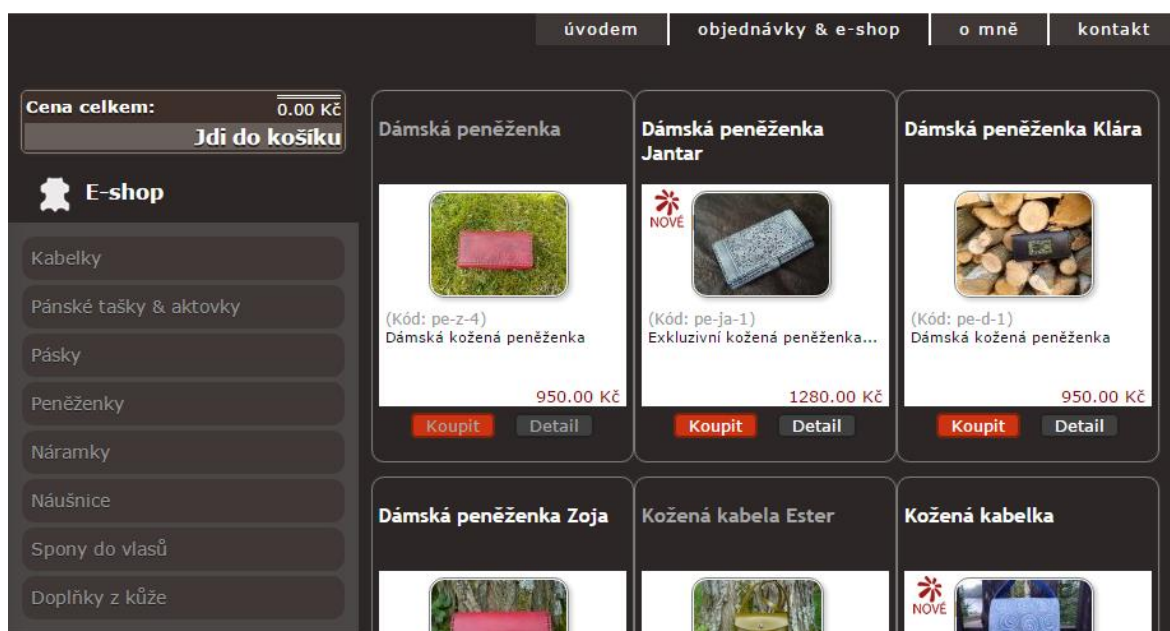 úvodem
objednávky & e-shop
o mně
kontakt
Cena celkem:
0.00 Kč
Jdi do košíku
E-shop
Kabelky
Pánské tašky & aktovky
Pásky
Peněženky
Náramky
Náušnice
Spony do vlasů
Doplňky z kůže
Dámská peněženka
(Kód: pe-z-4)
Dámská kožená peněženka
950.00 Kč
Koupit
Detail
Dámská peněženka
Jantar
NOVÉ
(Kód: pe-ja-1)
Exkluzivní kožená peněženka...
1280.00 Kč
Koupit
Detail
Dámská peněženka Klára
(Kód: pe-d-1)
Dámská kožená peněženka
950.00 Kč
Koupit
Detail
Dámská peněženka Zoja
Kožená kabela Ester
Kožená kabelka
NOVÉ